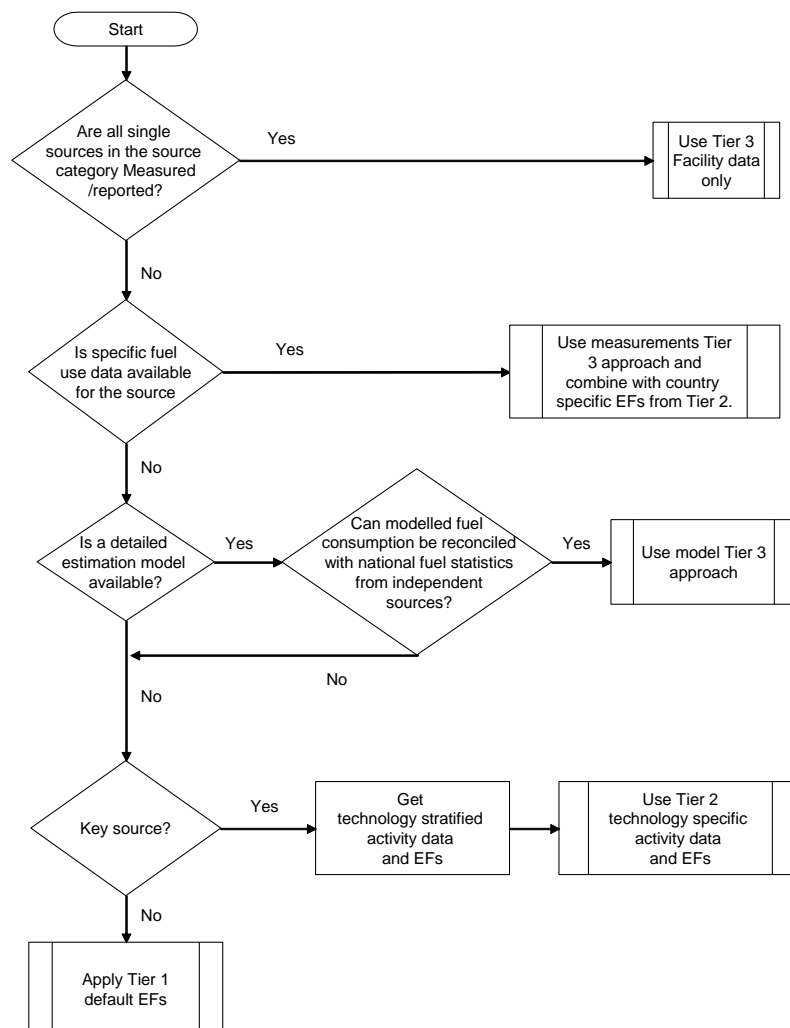 Start
Are all single
sources in the source
category Measured
/reported?
Yes
Use Tier 3
Facility data
only
No
Is specific fuel
use data available
for the source
Yes
Use measurements Tier
3 approach and
combine with country
specific EFs from Tier 2.
No
Is a detailed
estimation model
available?
Yes
Can modelled fuel
consumption be reconciled
with national fuel statistics
from independent
sources?
Yes
Use model Tier 3
approach
No
No
Key source?
Yes
Get
technology stratified
activity data
and EFs
Use Tier 2
technology specific
activity data
and EFs
No
Apply Tier 1
default EFs